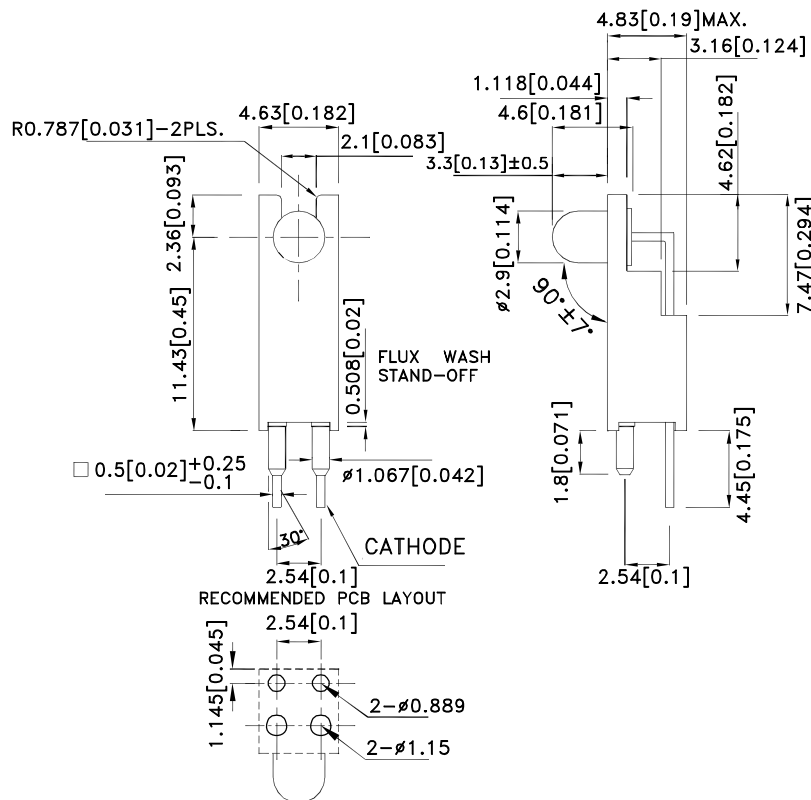 4.83[0.19]MAX.
3.16[0.124]
1.118[0.044]
4.63[0.182]
4.6[0.181]
4.62[0.182]
R0.787[0.031]-2PLS.
2.1[0.083]
3.3[0.13]±0.5
2.36[0.093]
ø2.9[0.114]
7.47[0.294]
90°±7°
11.43[0.45]
0.508[0.02]
FLUX WASH
STAND-OFF
1.8[0.071]
4.45[0.175]
□ 0.5[0.02]+0.25
-0.1
ø1.067[0.042]
30°
CATHODE
2.54[0.1]
2.54[0.1]
RECOMMENDED PCB LAYOUT
2.54[0.1]
1.145[0.045]
2-ø0.889
2-ø1.15